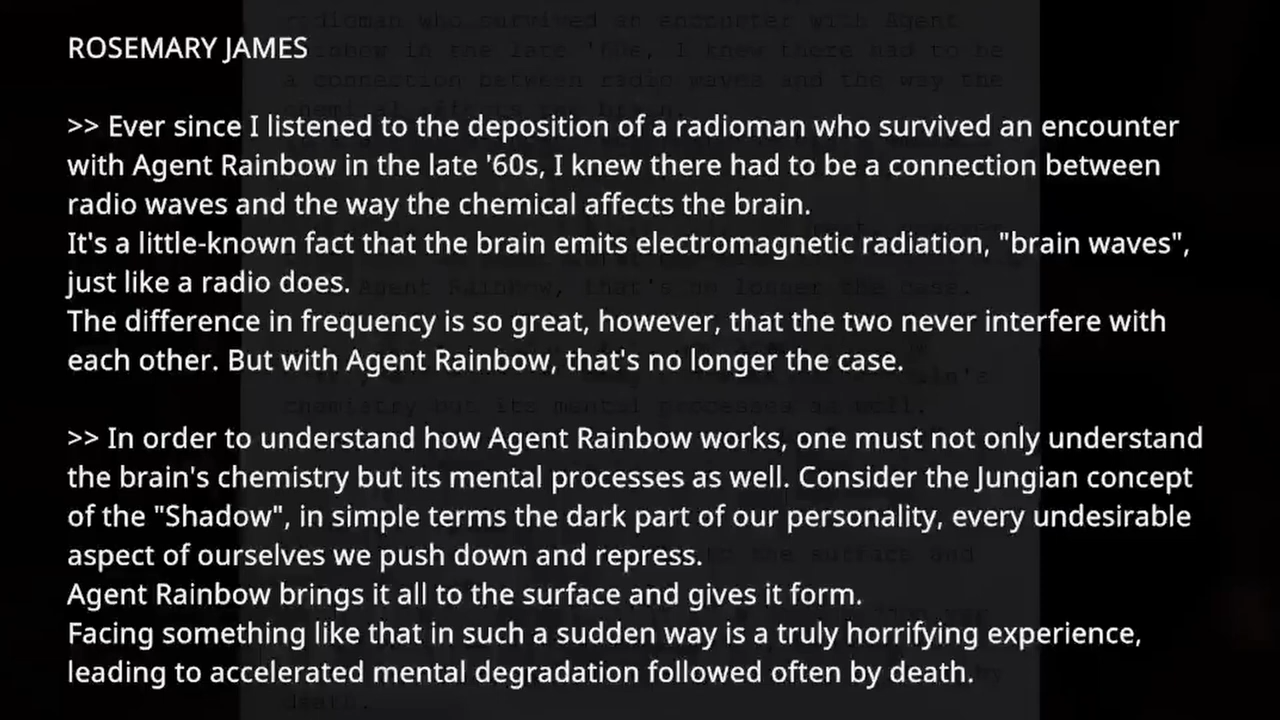 ROSEMARY JAMES
>> Ever since I listened to the deposition of a radioman who survived an encounter
with Agent Rainbow in the late '60s, I knew there had to be a connection between
radio waves and the way the chemical affects the brain.
It's a little-known fact that the brain emits electromagnetic radiation, "brain waves",
just like a radio does.
The difference in frequency is so great, however, that the two never interfere with
each other. But with Agent Rainbow, that's no longer the case.
>> In order to understand how Agent Rainbow works, one must not only understand
the brain's chemistry but its mental processes as well. Consider the Jungian concept
of the "Shadow", in simple terms the dark part of our personality, every undesirable
aspect of ourselves we push down and repress.
Agent Rainbow brings it all to the surface and gives it form.
Facing something like that in such a sudden way is a truly horrifying experience,
leading to accelerated mental degradation followed often by death.